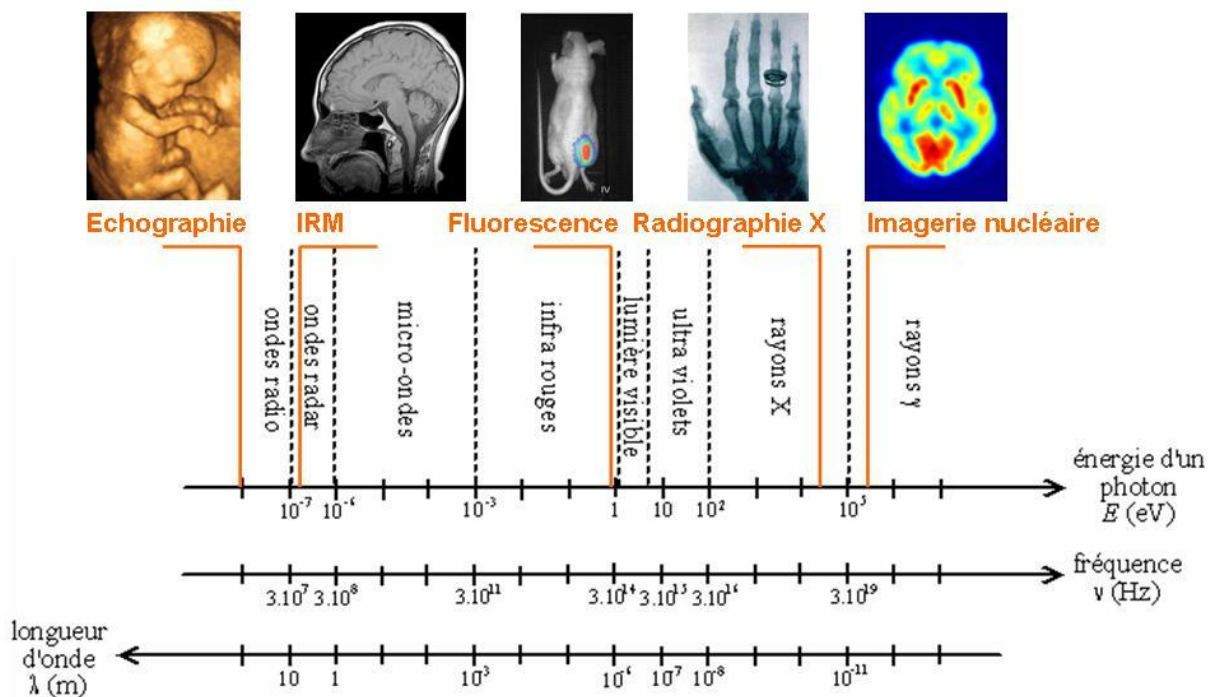 IV
Echographie
IRM
Fluorescence
Radiographie X
Imagerie nucléaire
ondes radio
ondes radar
micro-ondes
infra rouges
lumière visible
ultra violets
rayons X
rayons γ
énergie d'un
photon
E (eV)
10⁻⁷ 10⁻⁶ 10⁻³ 1 10 10² 10⁵
fréquence
ν (Hz)
3.10⁷ 3.10⁸ 3.10¹¹ 3.10¹⁴ 3.10¹⁵ 3.10¹⁶ 3.10¹⁹
longueur
d'onde
λ (m)
10 1 10⁻³ 10⁻⁶ 10⁻⁷ 10⁻⁸ 10⁻¹¹